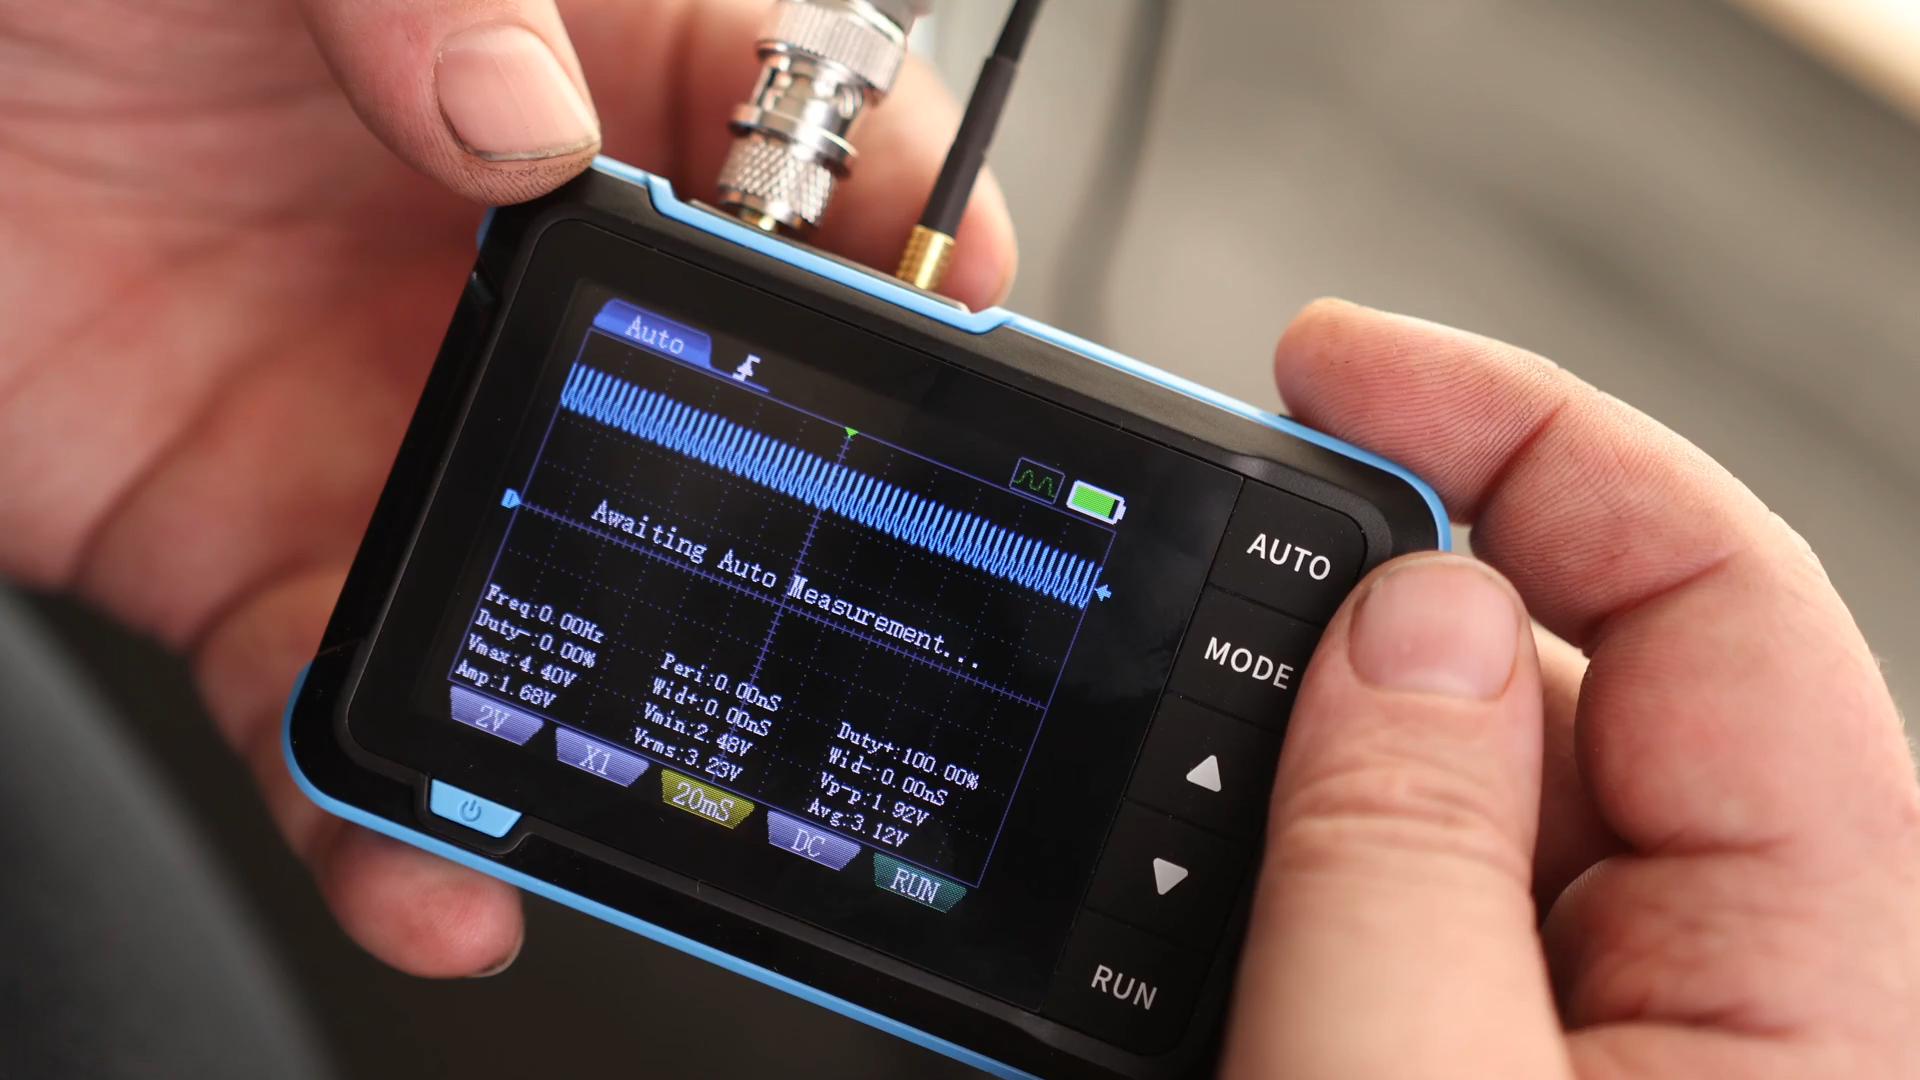 Auto
Awaiting Auto Measurement...
Freq:0.00Hz
Duty-:0.00%
Vmax:4.40V
Amp:1.68V
Peri:0.00nS
Wid+:0.00nS
Vmin:2.48V
Vrms:3.23V
Duty+:100.00%
Wid-:0.00nS
Vp-p:1.92V
Avg:3.12V
2V
X1
20mS
DC
RUN
AUTO
MODE
RUN